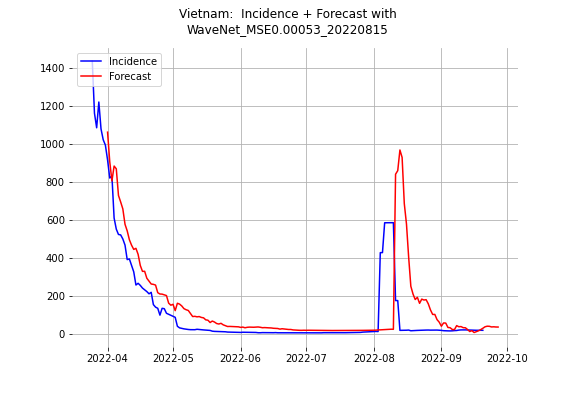 Vietnam:  Incidence + Forecast with
WaveNet_MSE0.00053_20220815
Incidence
Forecast
1400
1200
1000
800
600
400
200
0
2022-04 2022-05 2022-06 2022-07 2022-08 2022-09 2022-10